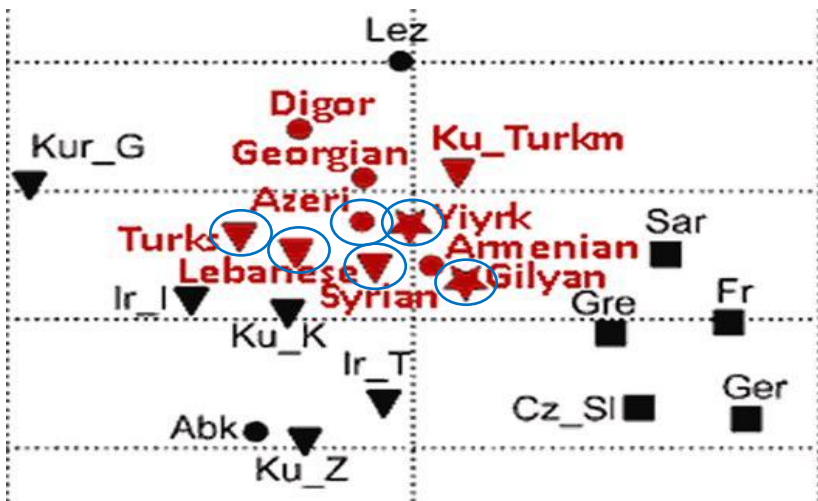 Lez
Digor
Ku_Turkm
Kur_G
Georgian
Azeri
Yiyrk
Sar
Turks
Armenian
Lebanese
Gilyan
Syrian
Ir_I
Gre
Fr
Ku_K
Ir_T
Ger
Cz_Sl
Abk
Ku_Z